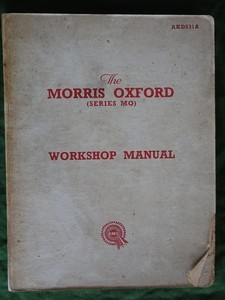 AKD531A
The
MORRIS OXFORD
(SERIES MO)
WORKSHOP MANUAL